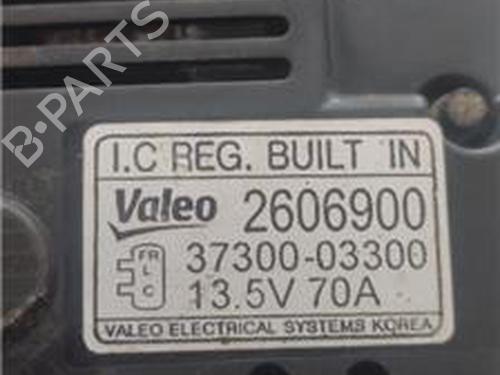 B-PARTS
I.C REG. BUILT IN
Valeo 2606900
FR
L
C
37300-03300
13.5V 70A
VALEO ELECTRICAL SYSTEMS KOREA